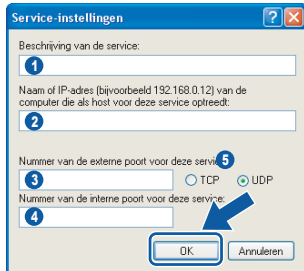 Service-instellingen
Beschrijving van de service:
1
Naam of IP-adres (bijvoorbeeld 192.168.0.12) van de
computer die als host voor deze service optreedt:
2
Nummer van de externe poort voor deze 5
3 TCP UDP
Nummer van de interne poort voor deze service:
4
OK Annuleren